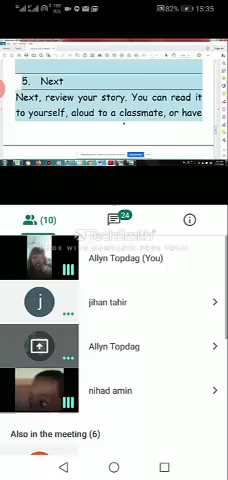 82% 15:35
5. Next
Next, review your story. You can read it
to yourself, aloud to a classmate, or have
(10)
24
TechSmith
Allyn Topdag (You)
j
jihan tahir
Allyn Topdag
nihad amin
Also in the meeting (6)